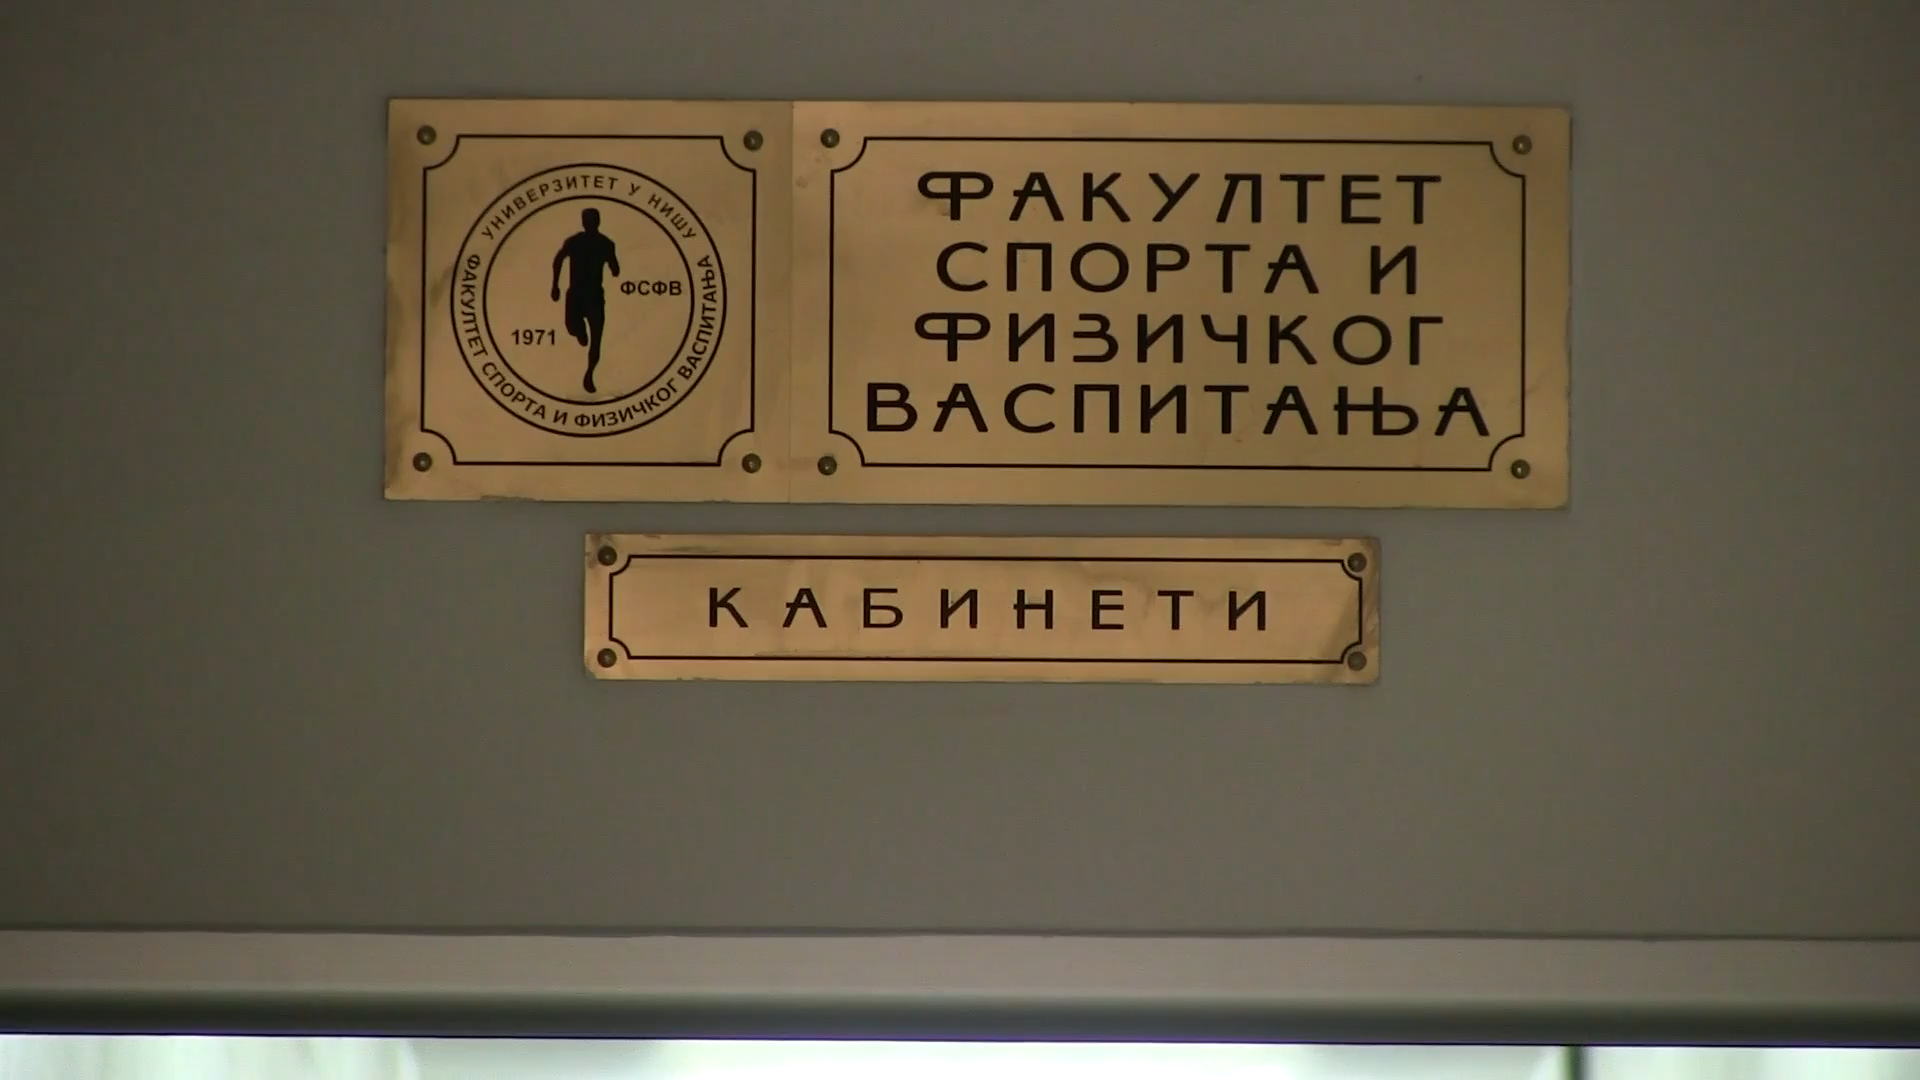 УНИВЕРЗИТЕТ У НИШУ
ФАКУЛТЕТ СПОРТА И ФИЗИЧКОГ ВАСПИТАЊА
ФСФВ
1971
ФАКУЛТЕТ
СПОРТА И
ФИЗИЧКОГ
ВАСПИТАЊА
КАБИНЕТИ